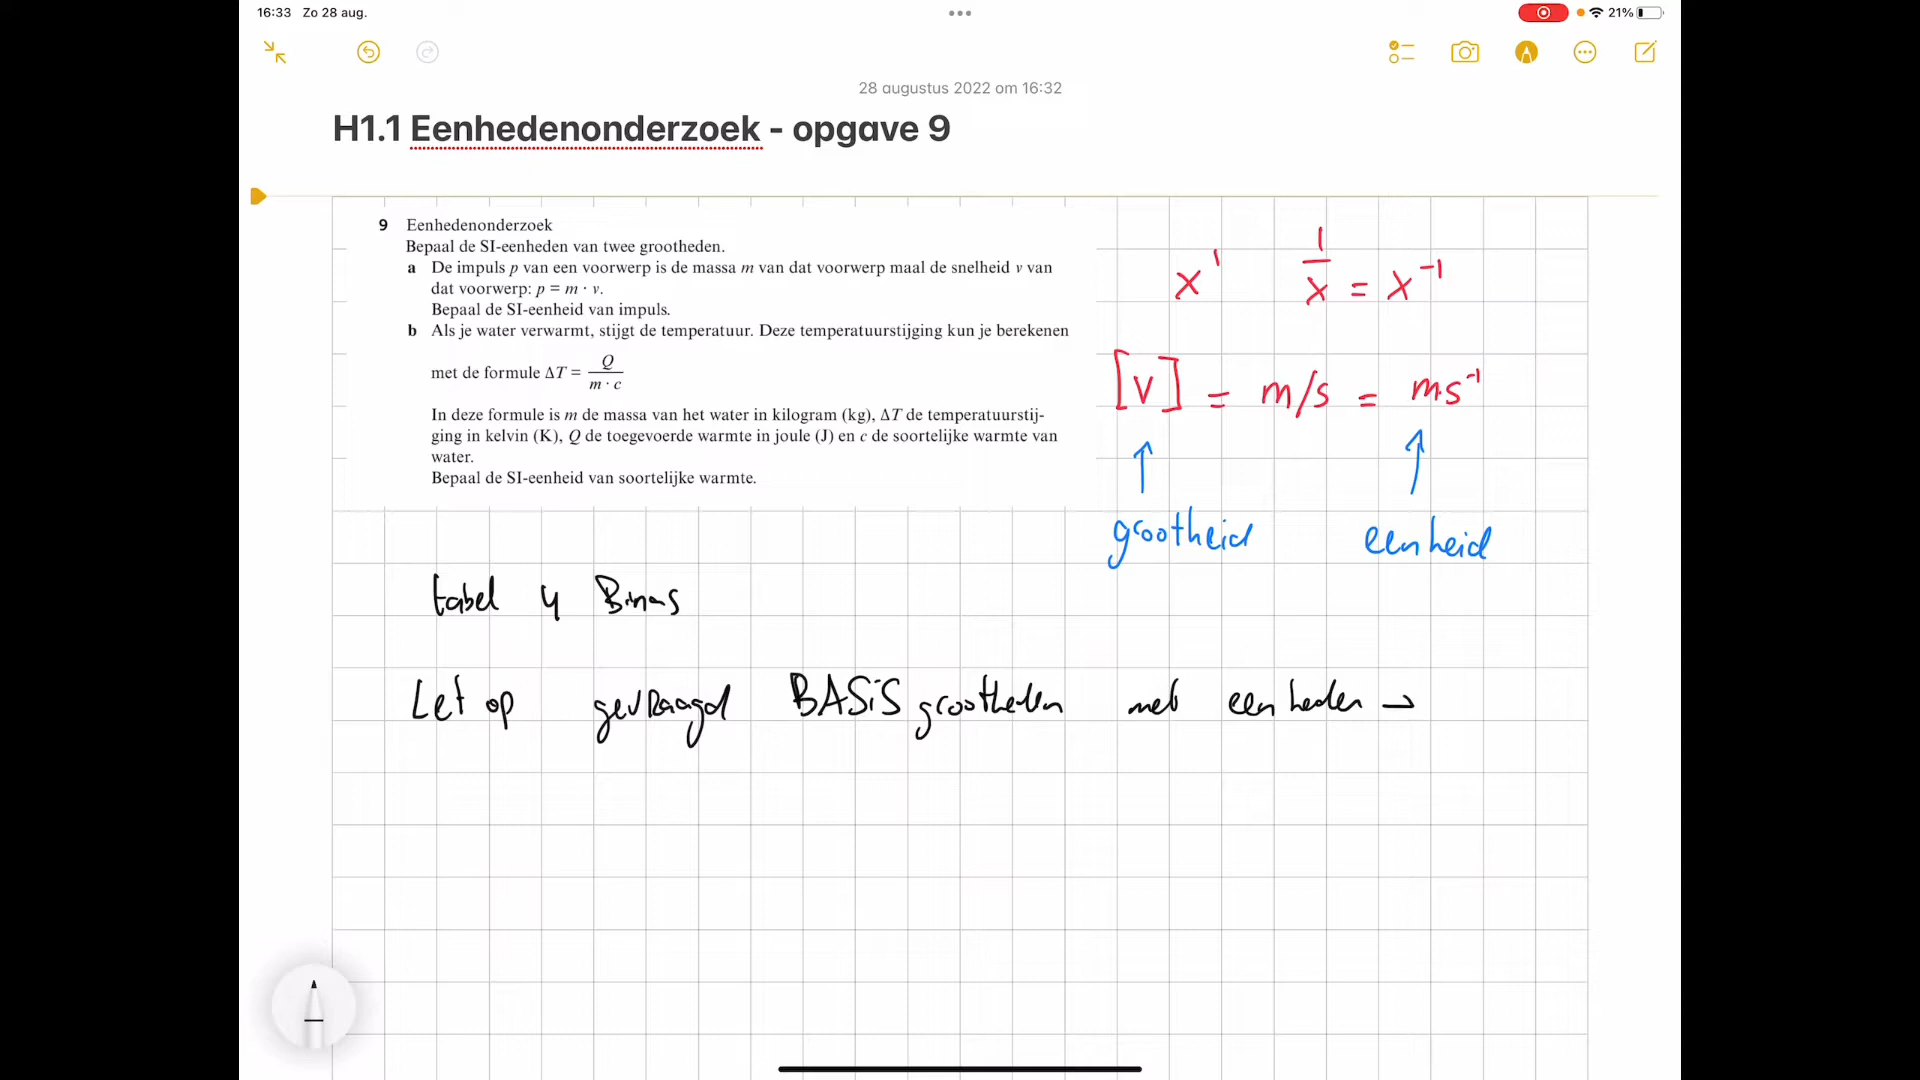 16:33 Zo 28 aug.
21%
28 augustus 2022 om 16:32
H1.1 Eenhedenonderzoek - opgave 9
9 Eenhedenonderzoek
Bepaal de SI-eenheden van twee grootheden.
a De impuls p van een voorwerp is de massa m van dat voorwerp maal de snelheid v van
dat voorwerp: p = m · v.
Bepaal de SI-eenheid van impuls.
b Als je water verwarmt, stijgt de temperatuur. Deze temperatuurstijging kun je berekenen
met de formule ΔT = Q / m · c
In deze formule is m de massa van het water in kilogram (kg), ΔT de temperatuurstij-
ging in kelvin (K), Q de toegevoerde warmte in joule (J) en c de soortelijke warmte van
water.
Bepaal de SI-eenheid van soortelijke warmte.
x¹ 1/x = x⁻¹
[v] = m/s = ms⁻¹
↑ ↑
grootheid eenheid
tabel 4 Binas
Let op gevraagd BASiS grootheden met eenheden →